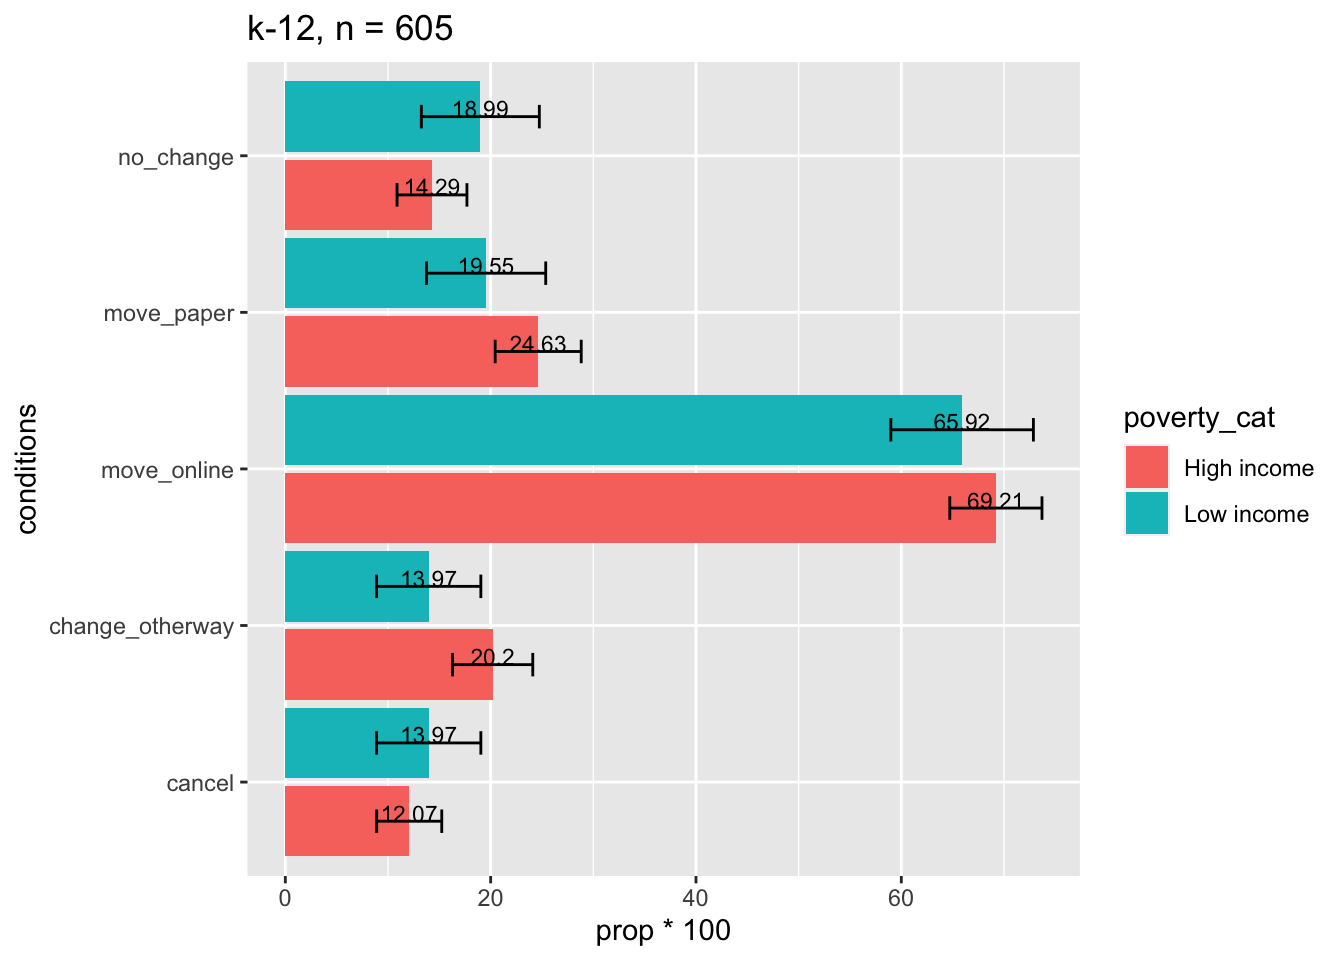 k-12, n = 605
conditions
no_change
18.99
14.29
move_paper
19.55
24.63
move_online
65.92
69.21
change_otherway
13.97
20.2
cancel
13.97
12.07
0 20 40 60
prop * 100
poverty_cat
High income
Low income